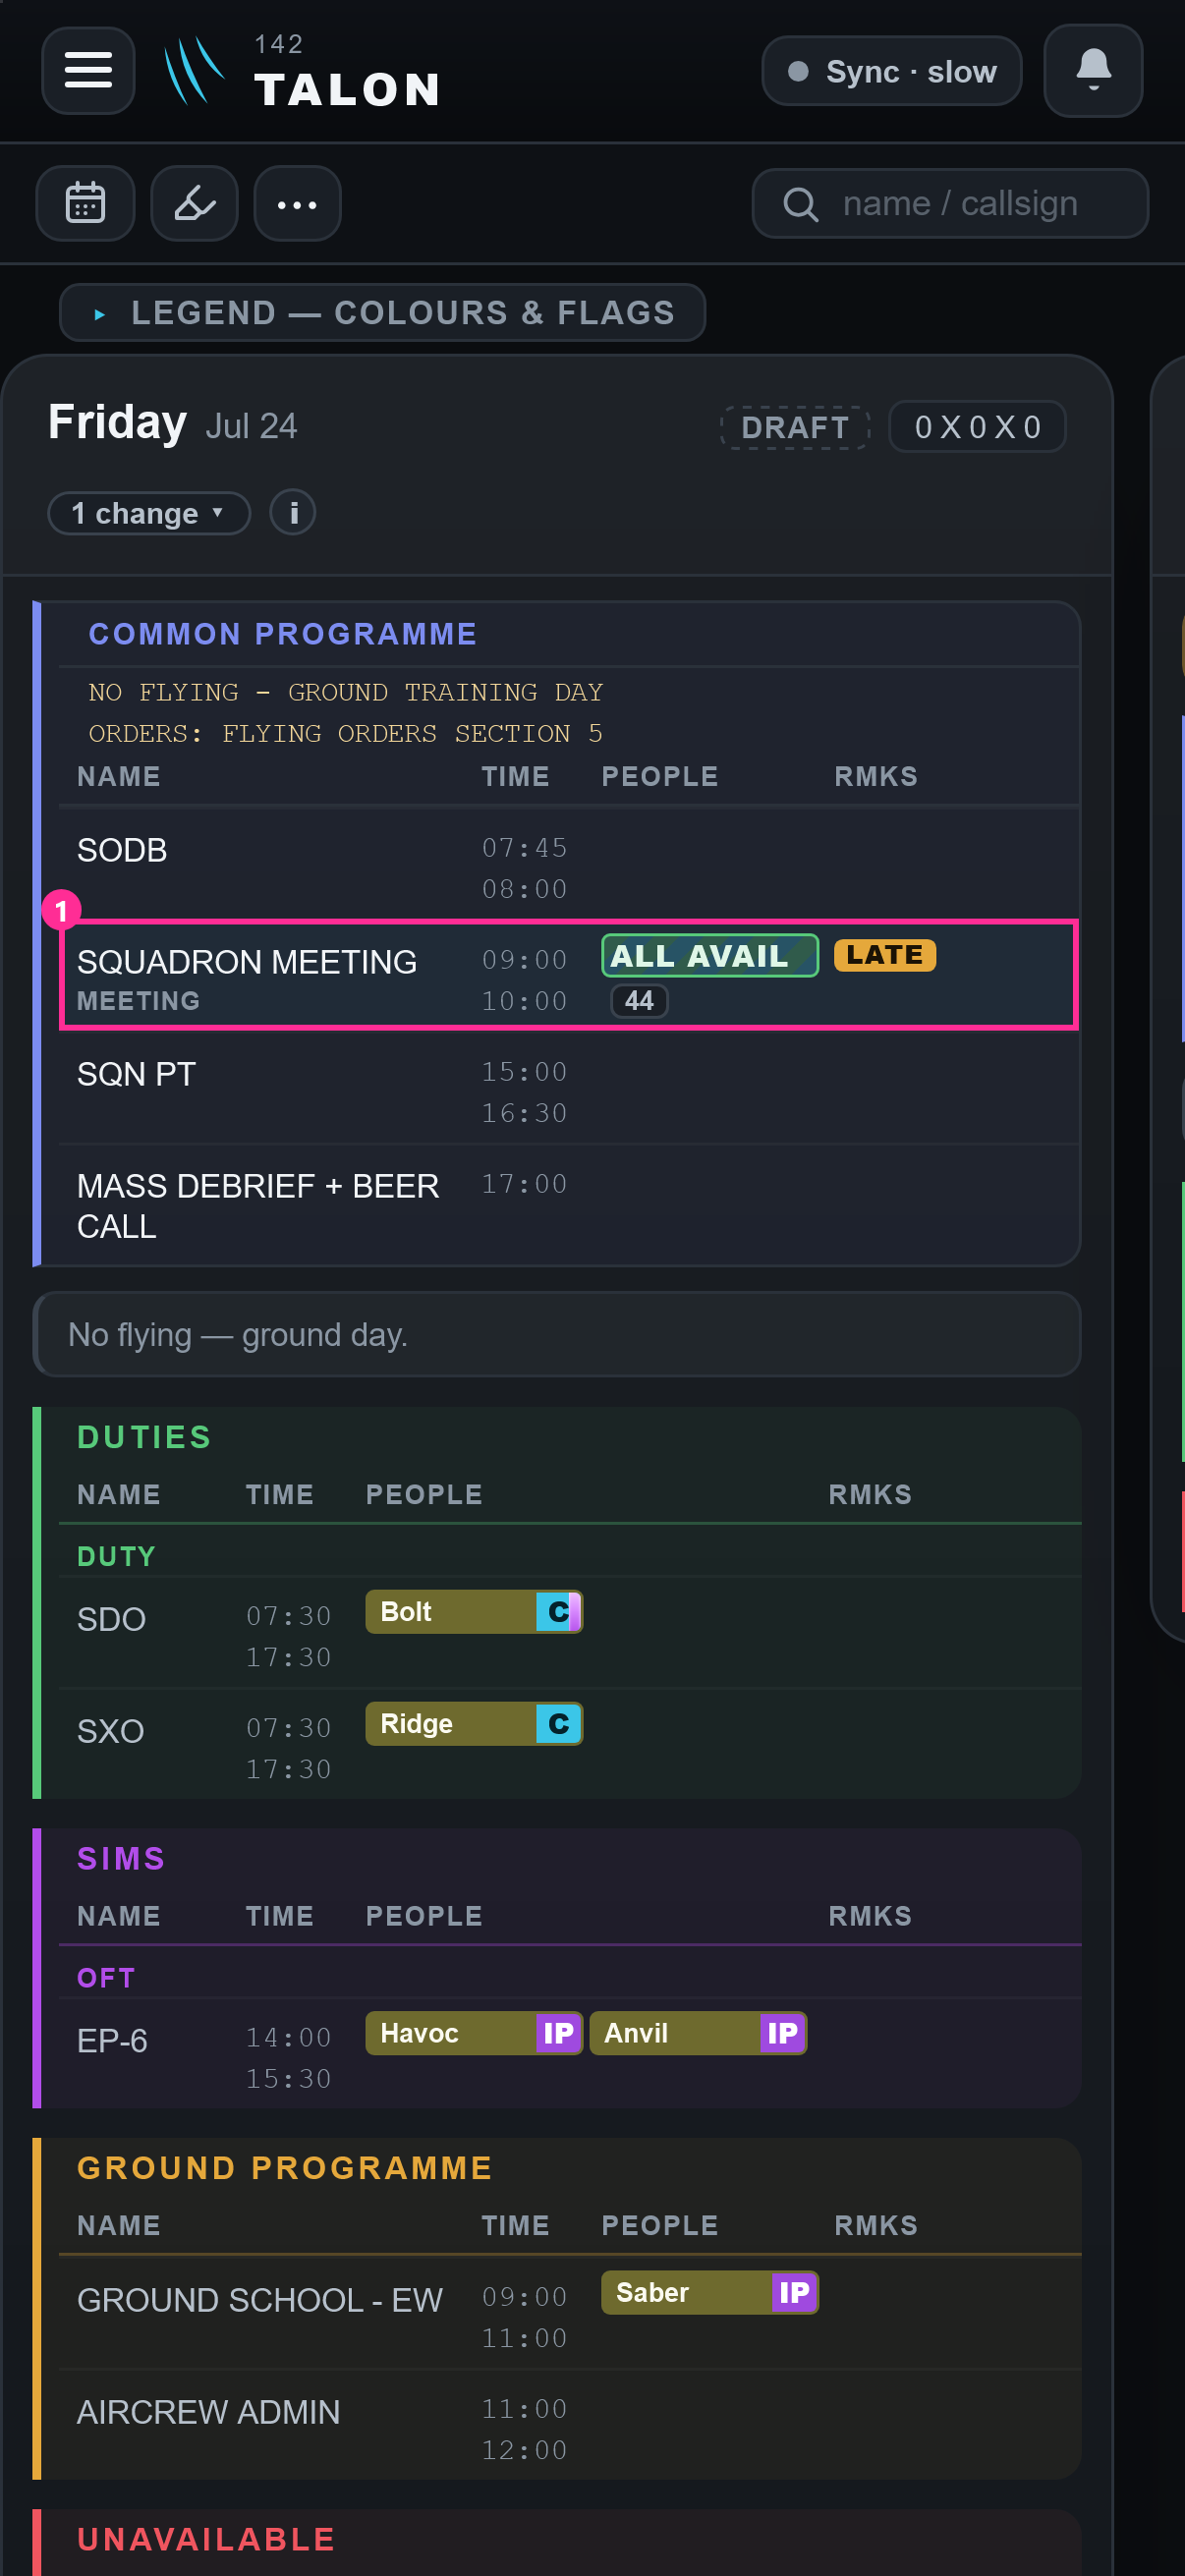 142
TALON
Sync · slow
name / callsign
LEGEND — COLOURS & FLAGS
Friday Jul 24
DRAFT
0 X 0 X 0
1 change
i
COMMON PROGRAMME
NO FLYING – GROUND TRAINING DAY
ORDERS: FLYING ORDERS SECTION 5
NAME TIME PEOPLE RMKS
SODB 07:45
08:00
1
SQUADRON MEETING 09:00 ALL AVAIL LATE
MEETING 10:00 44
SQN PT 15:00
16:30
MASS DEBRIEF + BEER 17:00
CALL
No flying — ground day.
DUTIES
NAME TIME PEOPLE RMKS
DUTY
SDO 07:30 Bolt C
17:30
SXO 07:30 Ridge C
17:30
SIMS
NAME TIME PEOPLE RMKS
OFT
EP-6 14:00 Havoc IP Anvil IP
15:30
GROUND PROGRAMME
NAME TIME PEOPLE RMKS
GROUND SCHOOL - EW 09:00 Saber IP
11:00
AIRCREW ADMIN 11:00
12:00
UNAVAILABLE